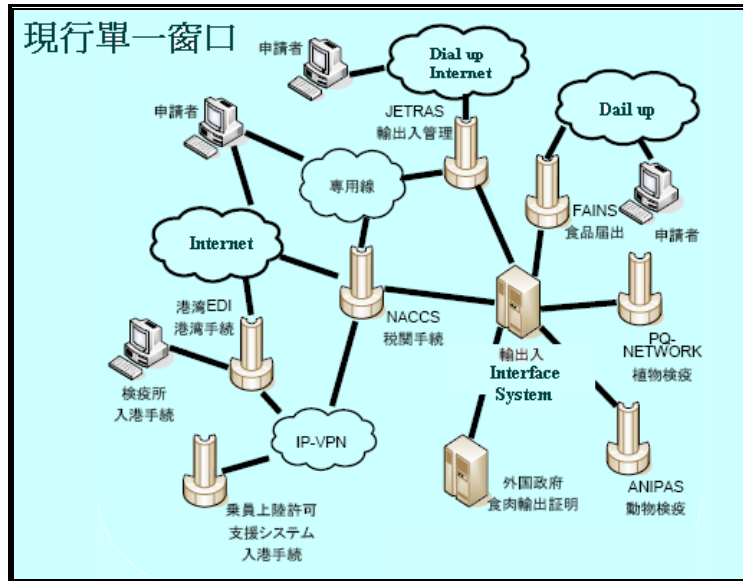 現行單一窗口
申請者
Dial up
Internet
JETRAS
輸出入管理
Dail up
申請者
専用線
FAINS
食品届出
申請者
Internet
港湾EDI
港湾手続
NACCS
税関手続
輸出入
Interface
System
PQ-
NETWORK
植物検疫
検疫所
入港手続
IP-VPN
乗員上陸許可
支援システム
入港手続
外国政府
食肉輸出証明
ANIPAS
動物検疫